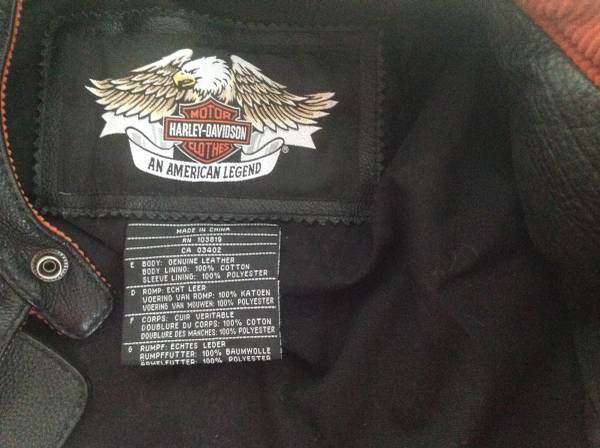 MOTOR
HARLEY-DAVIDSON
CLOTHES
®
AN AMERICAN LEGEND
MADE IN CHINA
RN 103819
CA 03402
E BODY: GENUINE LEATHER
BODY LINING: 100% COTTON
SLEEVE LINING: 100% POLYESTER
D ROMP: ECHT LEER
VOERING VAN ROMP: 100% KATOEN
VOERING VAN MOUWEN: 100% POLYESTER
F CORPS: CUIR VERITABLE
DOUBLURE DU CORPS: 100% COTON
DOUBLURE DES MANCHES: 100% POLYESTER
G RUMPF: ECHTES LEDER
RUMPFFUTTER: 100% BAUMWOLLE
ÄRMELFUTTER: 100% POLYESTER